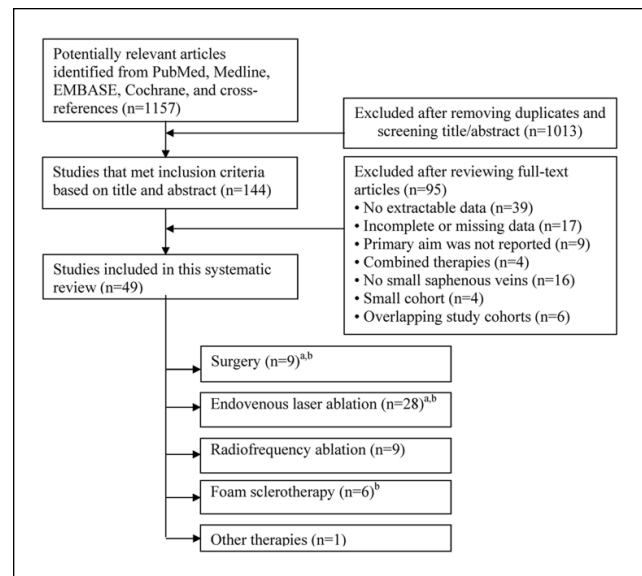 Potentially relevant articles
identified from PubMed, Medline,
EMBASE, Cochrane, and cross-
references (n=1157)
Excluded after removing duplicates and
screening title/abstract (n=1013)
Studies that met inclusion criteria
based on title and abstract (n=144)
Excluded after reviewing full-text
articles (n=95)
• No extractable data (n=39)
• Incomplete or missing data (n=17)
• Primary aim was not reported (n=9)
• Combined therapies (n=4)
• No small saphenous veins (n=16)
• Small cohort (n=4)
• Overlapping study cohorts (n=6)
Studies included in this systematic
review (n=49)
Surgery (n=9)a,b
Endovenous laser ablation (n=28)a,b
Radiofrequency ablation (n=9)
Foam sclerotherapy (n=6)b
Other therapies (n=1)